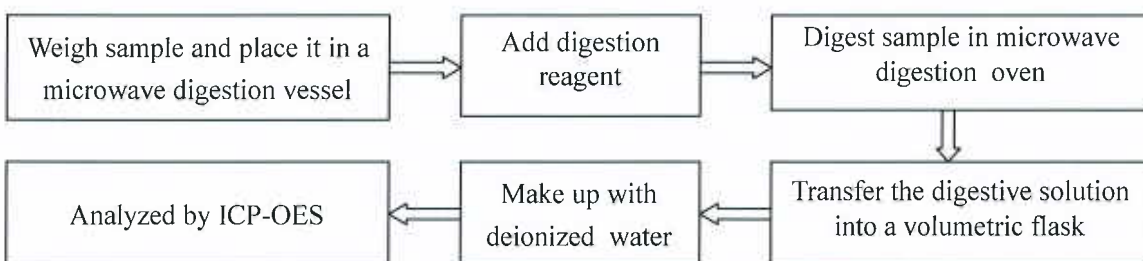 Weigh sample and place it in a
microwave digestion vessel
Add digestion
reagent
Digest sample in microwave
digestion oven
Transfer the digestive solution
into a volumetric flask
Make up with
deionized water
Analyzed by ICP-OES